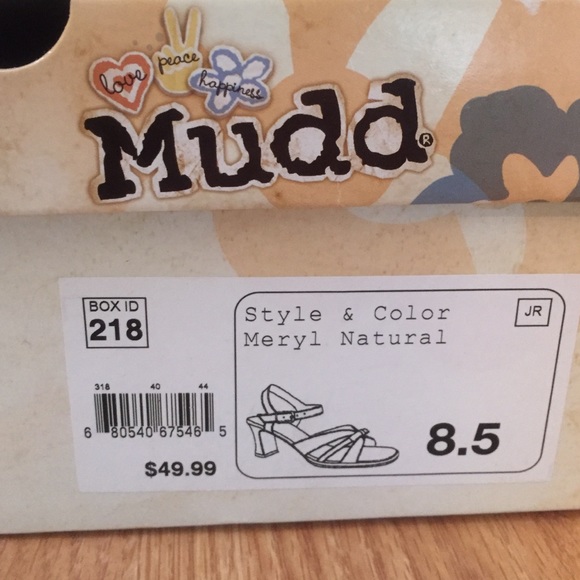 love peace happiness
Mudd®
BOX ID
218
Style & Color
Meryl Natural
JR
318 40 44
6 80540 67546 5
$49.99
8.5